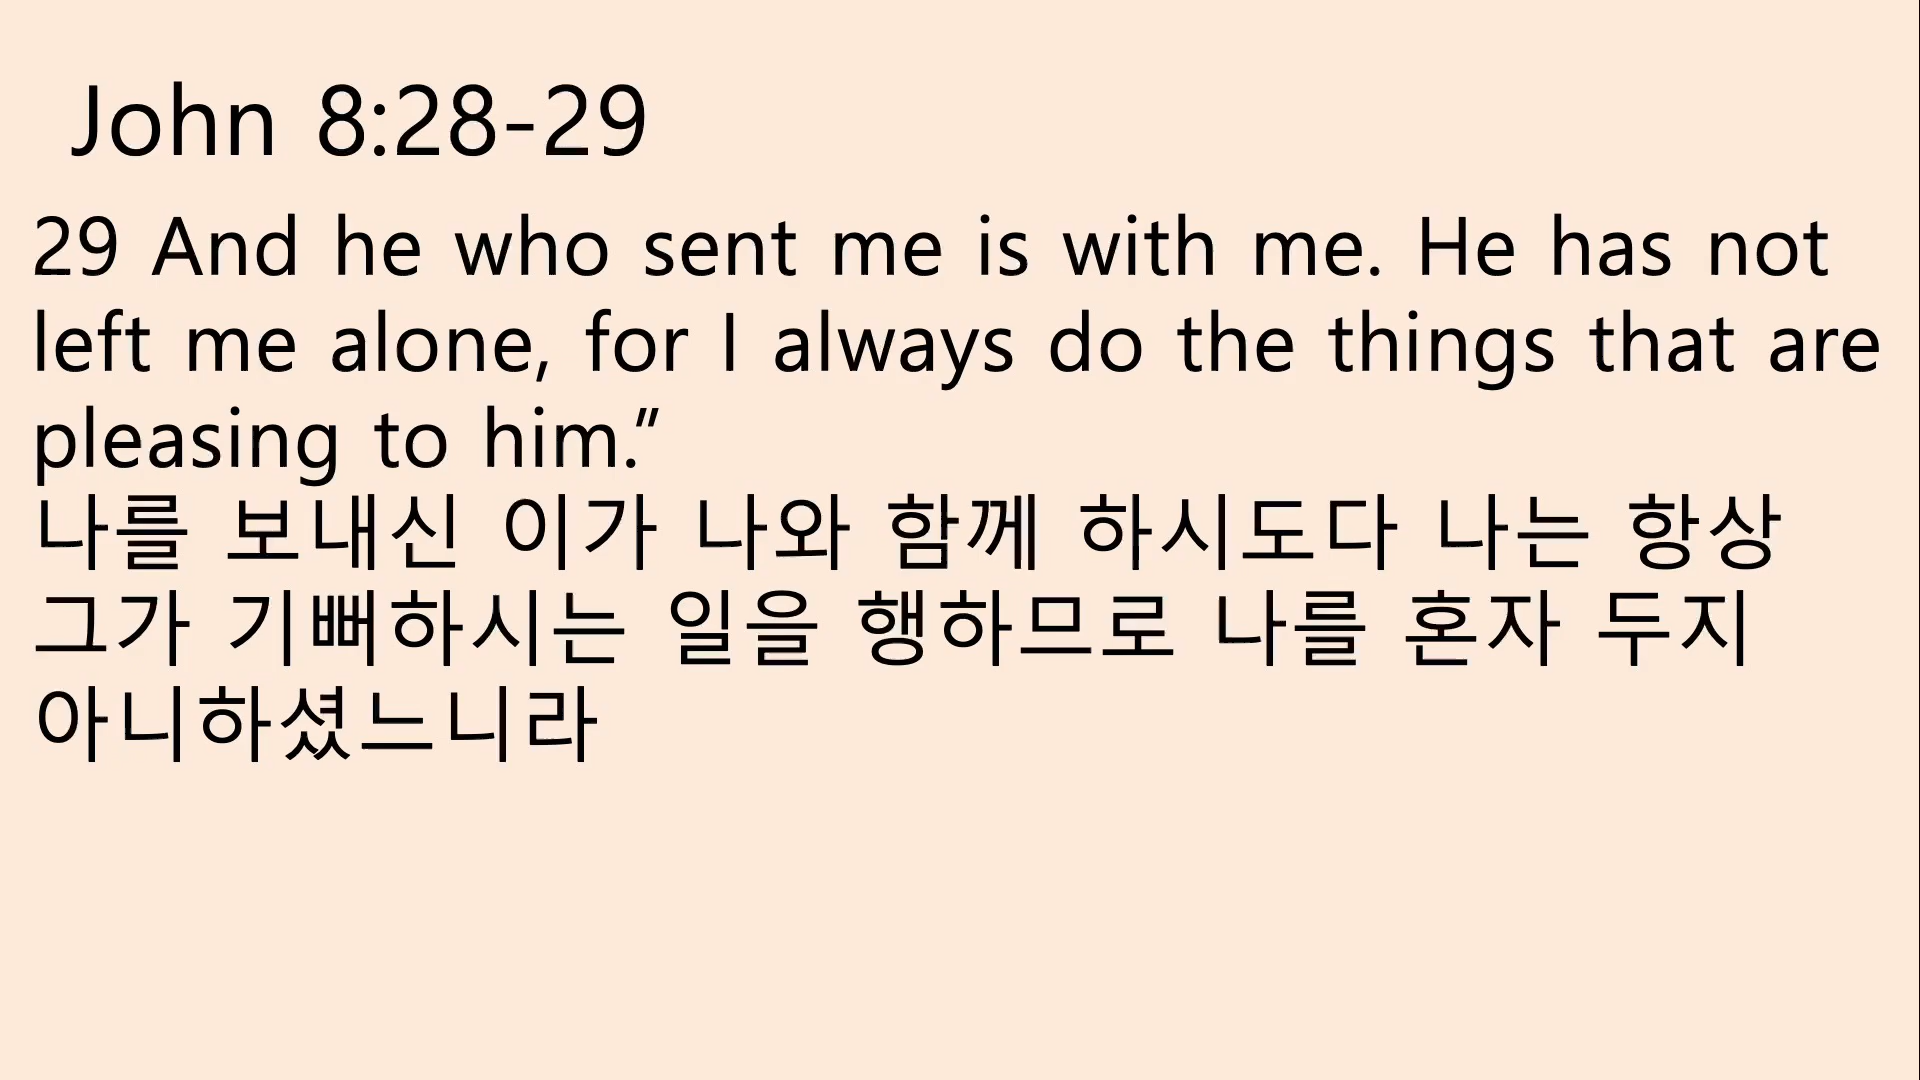 John 8:28-29
29 And he who sent me is with me. He has not
left me alone, for I always do the things that are
pleasing to him.”
나를 보내신 이가 나와 함께 하시도다 나는 항상
그가 기뻐하시는 일을 행하므로 나를 혼자 두지
아니하셨느니라